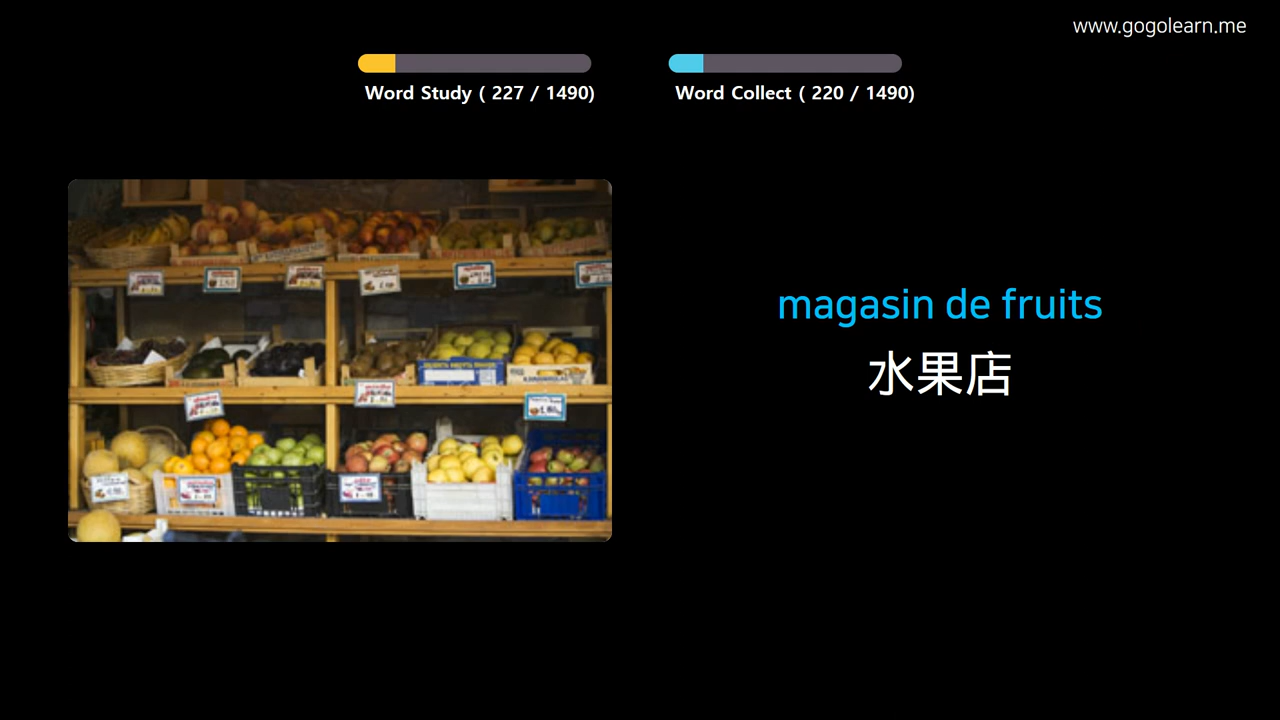 www.gogolearn.me
Word Study ( 227 / 1490)
Word Collect ( 220 / 1490)
magasin de fruits
水果店